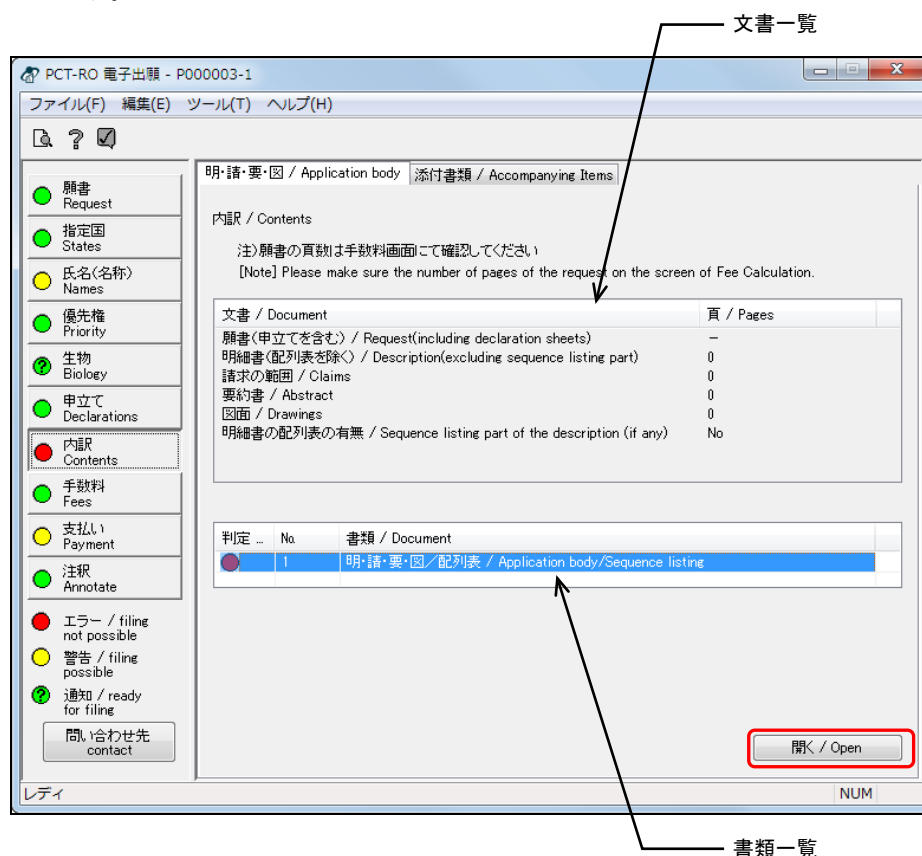 文書一覧
PCT-RO 電子出願 - P000003-1
ファイル(F) 編集(E) ツール(T) ヘルプ(H)
明・請・要・図 / Application body 添付書類 / Accompanying Items
願書
Request
指定国
States
氏名(名称)
Names
優先権
Priority
生物
Biology
申立て
Declarations
内訳
Contents
手数料
Fees
支払い
Payment
注釈
Annotate
エラー / filing
not possible
警告 / filing
possible
通知 / ready
for filing
問い合わせ先
contact
内訳 / Contents
注)願書の頁数は手数料画面にて確認してください
[Note] Please make sure the number of pages of the request on the screen of Fee Calculation.
文書 / Document 頁 / Pages
願書(申立てを含む) / Request(including declaration sheets) －
明細書(配列表を除く) / Description(excluding sequence listing part) 0
請求の範囲 / Claims 0
要約書 / Abstract 0
図面 / Drawings 0
明細書の配列表の有無 / Sequence listing part of the description (if any) No
判定 ... No. 書類 / Document
1 明・請・要・図／配列表 / Application body/Sequence listing
開く / Open
レディ NUM
書類一覧